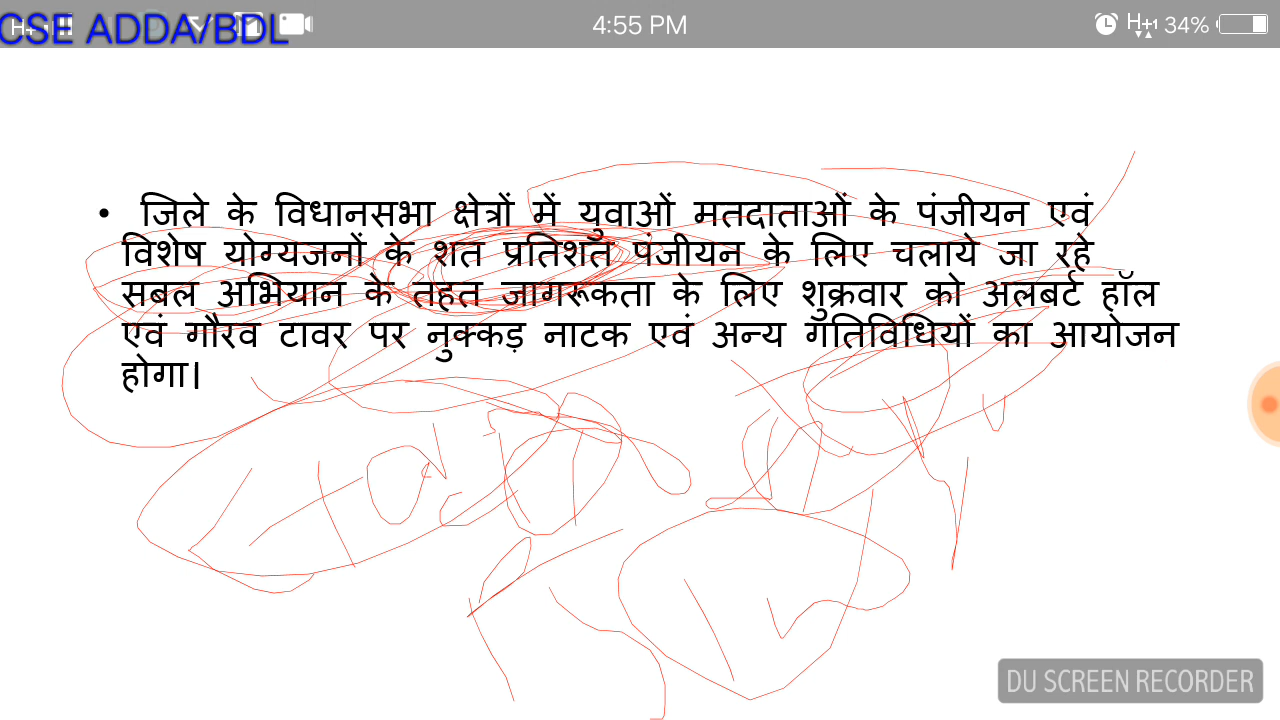 CSE ADDA/BDL
4:55 PM
H+1 34%
• जिले के विधानसभा क्षेत्रों में युवाओं मतदाताओं के पंजीयन एवं
विशेष योग्यजनों के शत प्रतिशत पंजीयन के लिए चलाये जा रहे
सबल अभियान के तहत जागरूकता के लिए शुक्रवार को अलबर्ट हॉल
एवं गौरव टावर पर नुक्कड़ नाटक एवं अन्य गतिविधियों का आयोजन
होगा।
DU SCREEN RECORDER